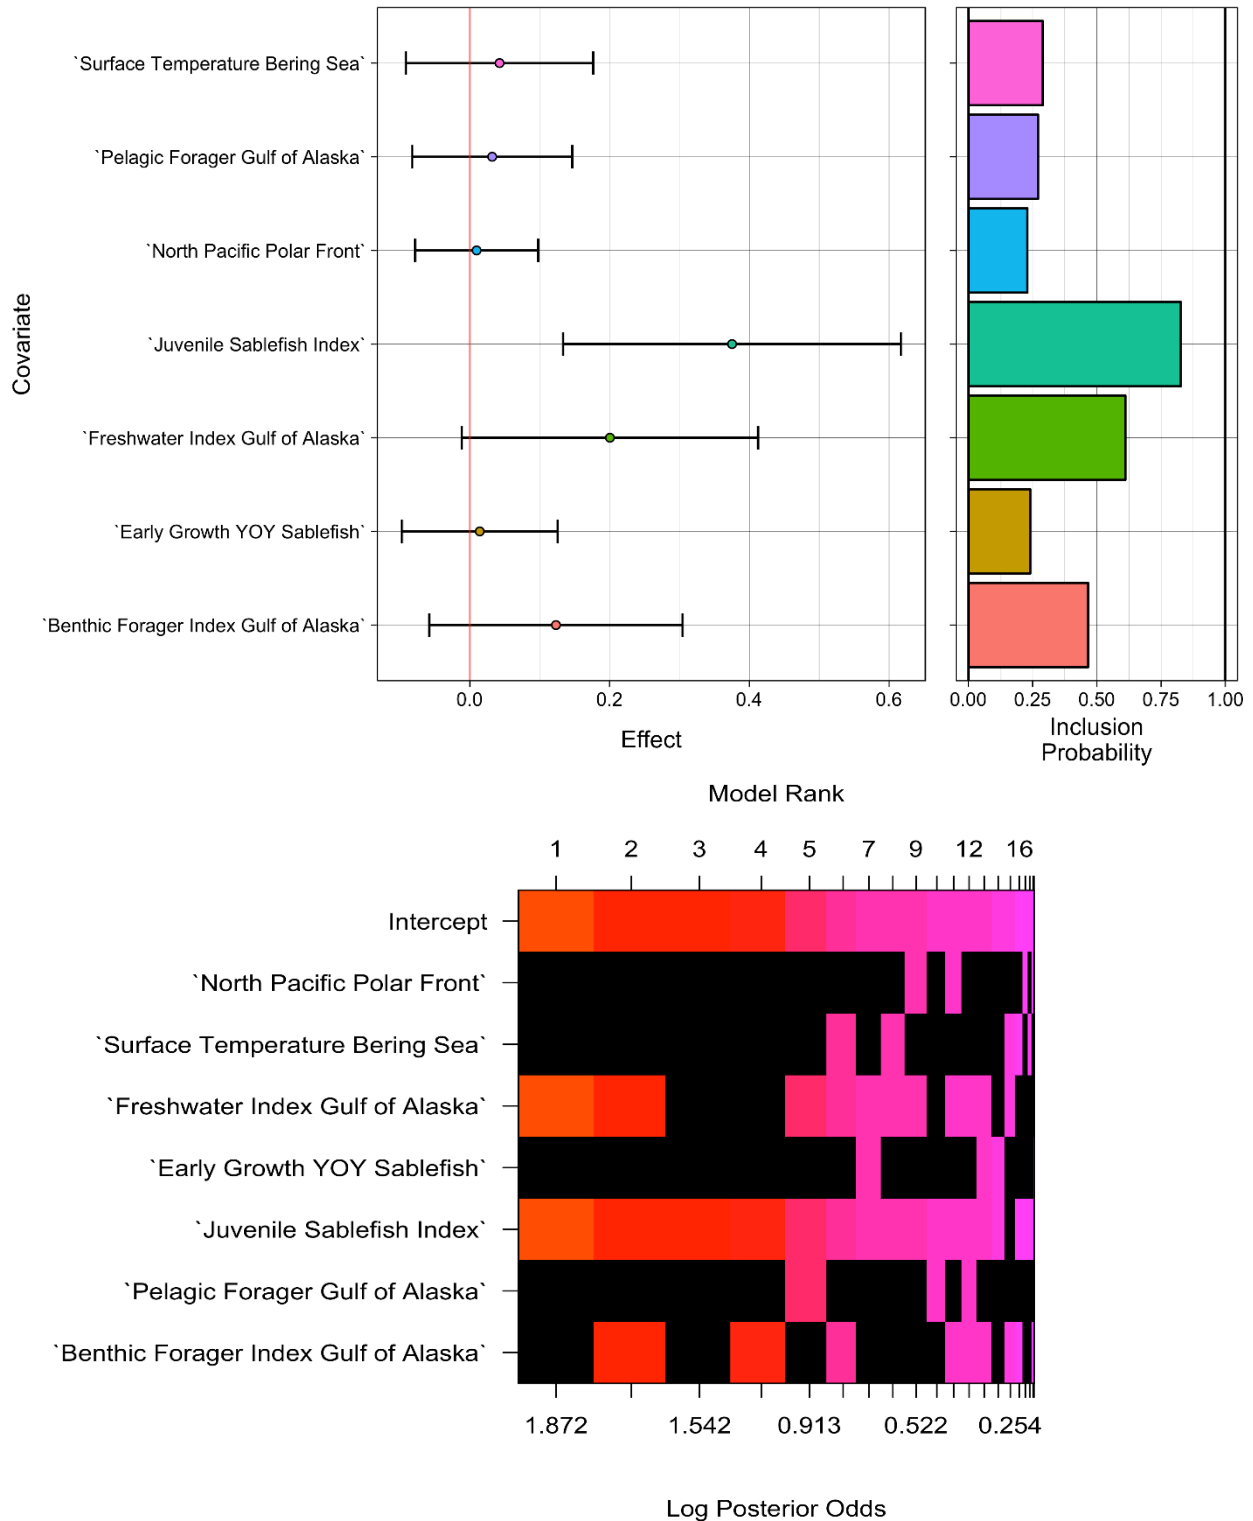 `Surface Temperature Bering Sea`
`Pelagic Forager Gulf of Alaska`
`North Pacific Polar Front`
`Juvenile Sablefish Index`
`Freshwater Index Gulf of Alaska`
`Early Growth YOY Sablefish`
`Benthic Forager Index Gulf of Alaska`
Covariate
0.0 0.2 0.4 0.6
Effect
0.00 0.25 0.50 0.75 1.00
Inclusion
Probability
Model Rank
1 2 3 4 5 7 9 12 16
Intercept
`North Pacific Polar Front`
`Surface Temperature Bering Sea`
`Freshwater Index Gulf of Alaska`
`Early Growth YOY Sablefish`
`Juvenile Sablefish Index`
`Pelagic Forager Gulf of Alaska`
`Benthic Forager Index Gulf of Alaska`
1.872 1.542 0.913 0.522 0.254
Log Posterior Odds